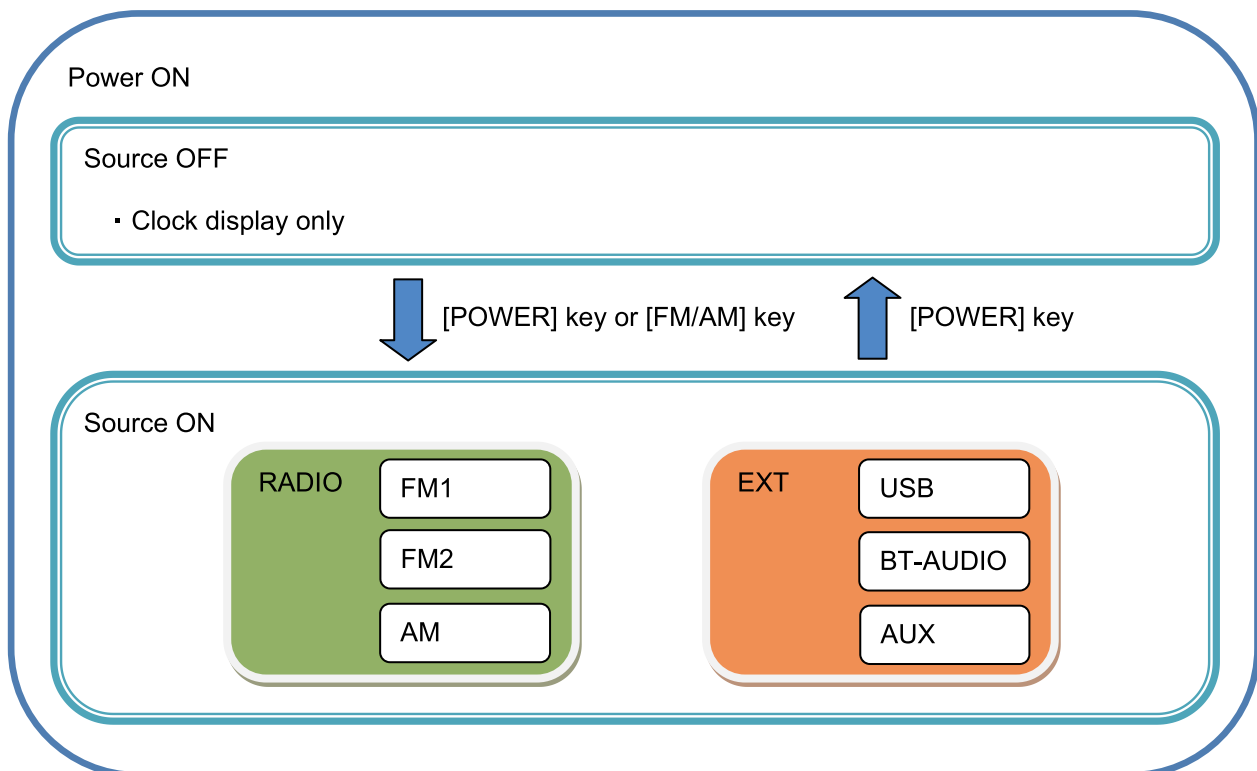 Power ON
Source OFF
・Clock display only
[POWER] key or [FM/AM] key
[POWER] key
Source ON
RADIO
FM1
FM2
AM
EXT
USB
BT-AUDIO
AUX